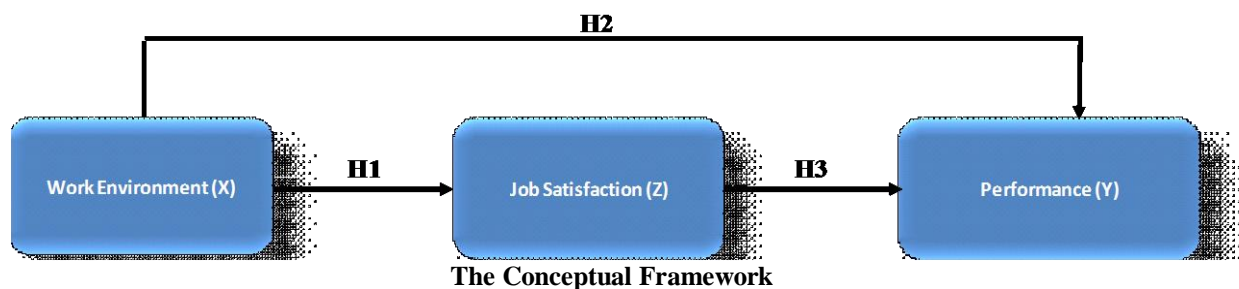 H2
Work Environment (X)
H1
Job Satisfaction (Z)
H3
Performance (Y)
The Conceptual Framework